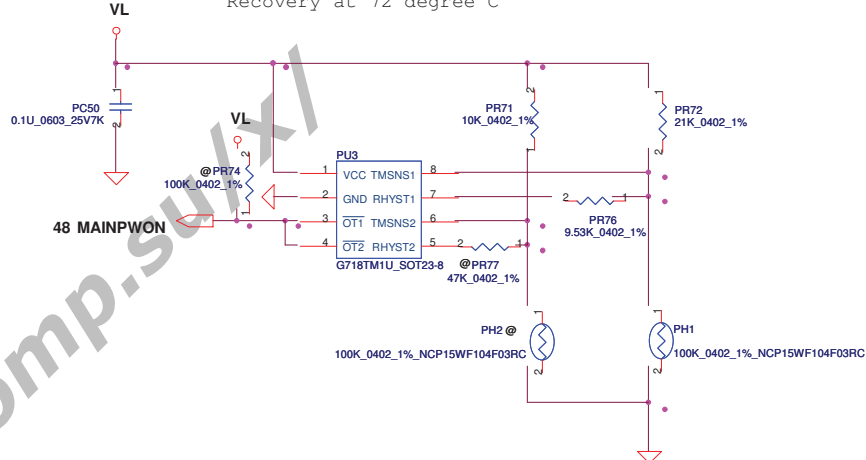 Recovery at 72 degree C
VL
1
PC50
0.1U_0603_25V7K
2
VL
2
@PR74
100K_0402_1%
1
48 MAINPWON
PU3
1 VCC TMSNS1 8
2 GND RHYST1 7
3 OT1 TMSNS2 6
4 OT2 RHYST2 5
G718TM1U_SOT23-8
2
PR71
10K_0402_1%
1
1
PR72
21K_0402_1%
2
2 1
PR76
9.53K_0402_1%
2 1
@PR77
47K_0402_1%
1
PH2 @
100K_0402_1%_NCP15WF104F03RC
2
1
PH1
100K_0402_1%_NCP15WF104F03RC
2
omp.su/x/